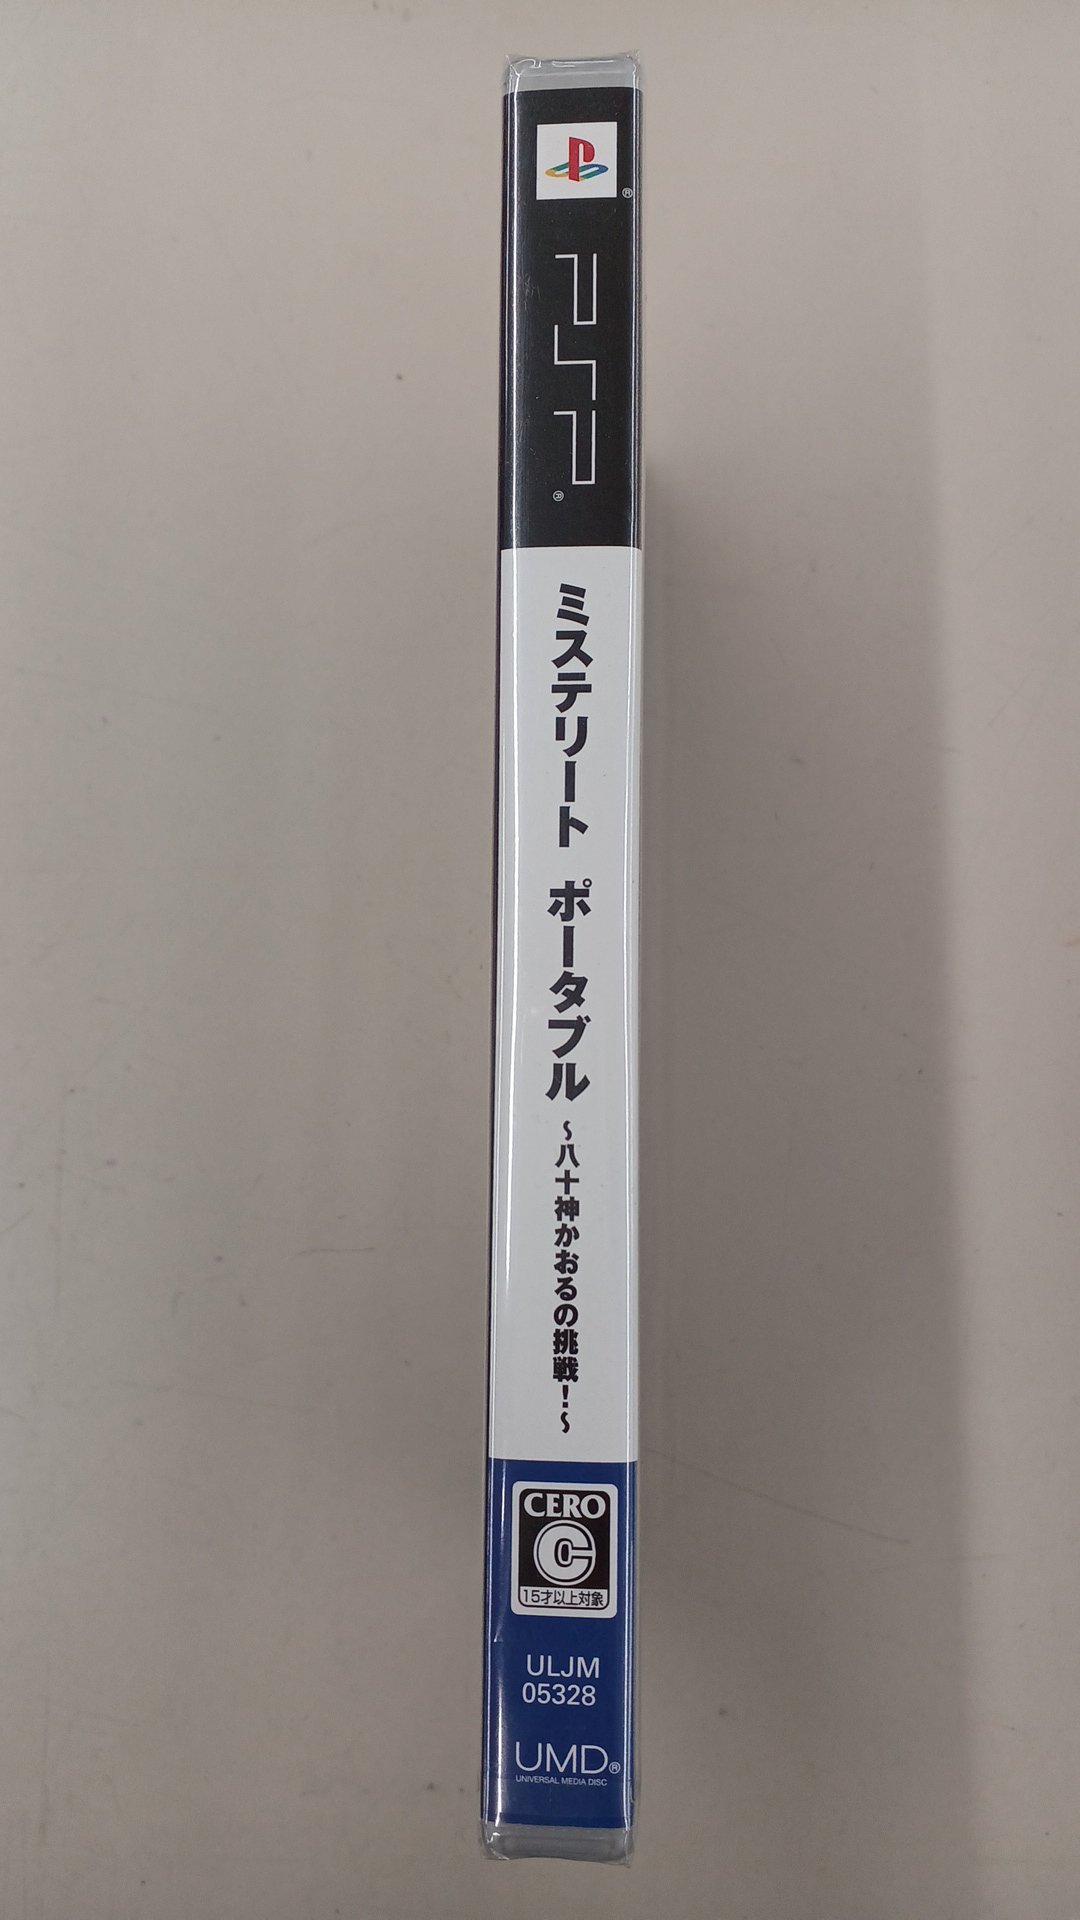 PSP
®
®
ミステリート ポータブル
~八十神かおるの挑戦!~
CERO
C
15才以上対象
ULJM
05328
UMD®
UNIVERSAL MEDIA DISC